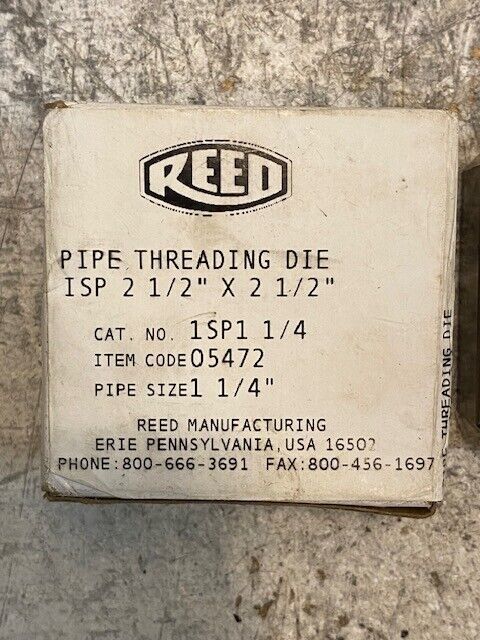 REED
PIPE THREADING DIE
ISP 2 1/2" X 2 1/2"
CAT. NO. 1SP1 1/4
ITEM CODE 05472
PIPE SIZE 1 1/4"
REED MANUFACTURING
ERIE PENNSYLVANIA, USA 16502
PHONE:800-666-3691 FAX:800-456-1697
THREADING DIE